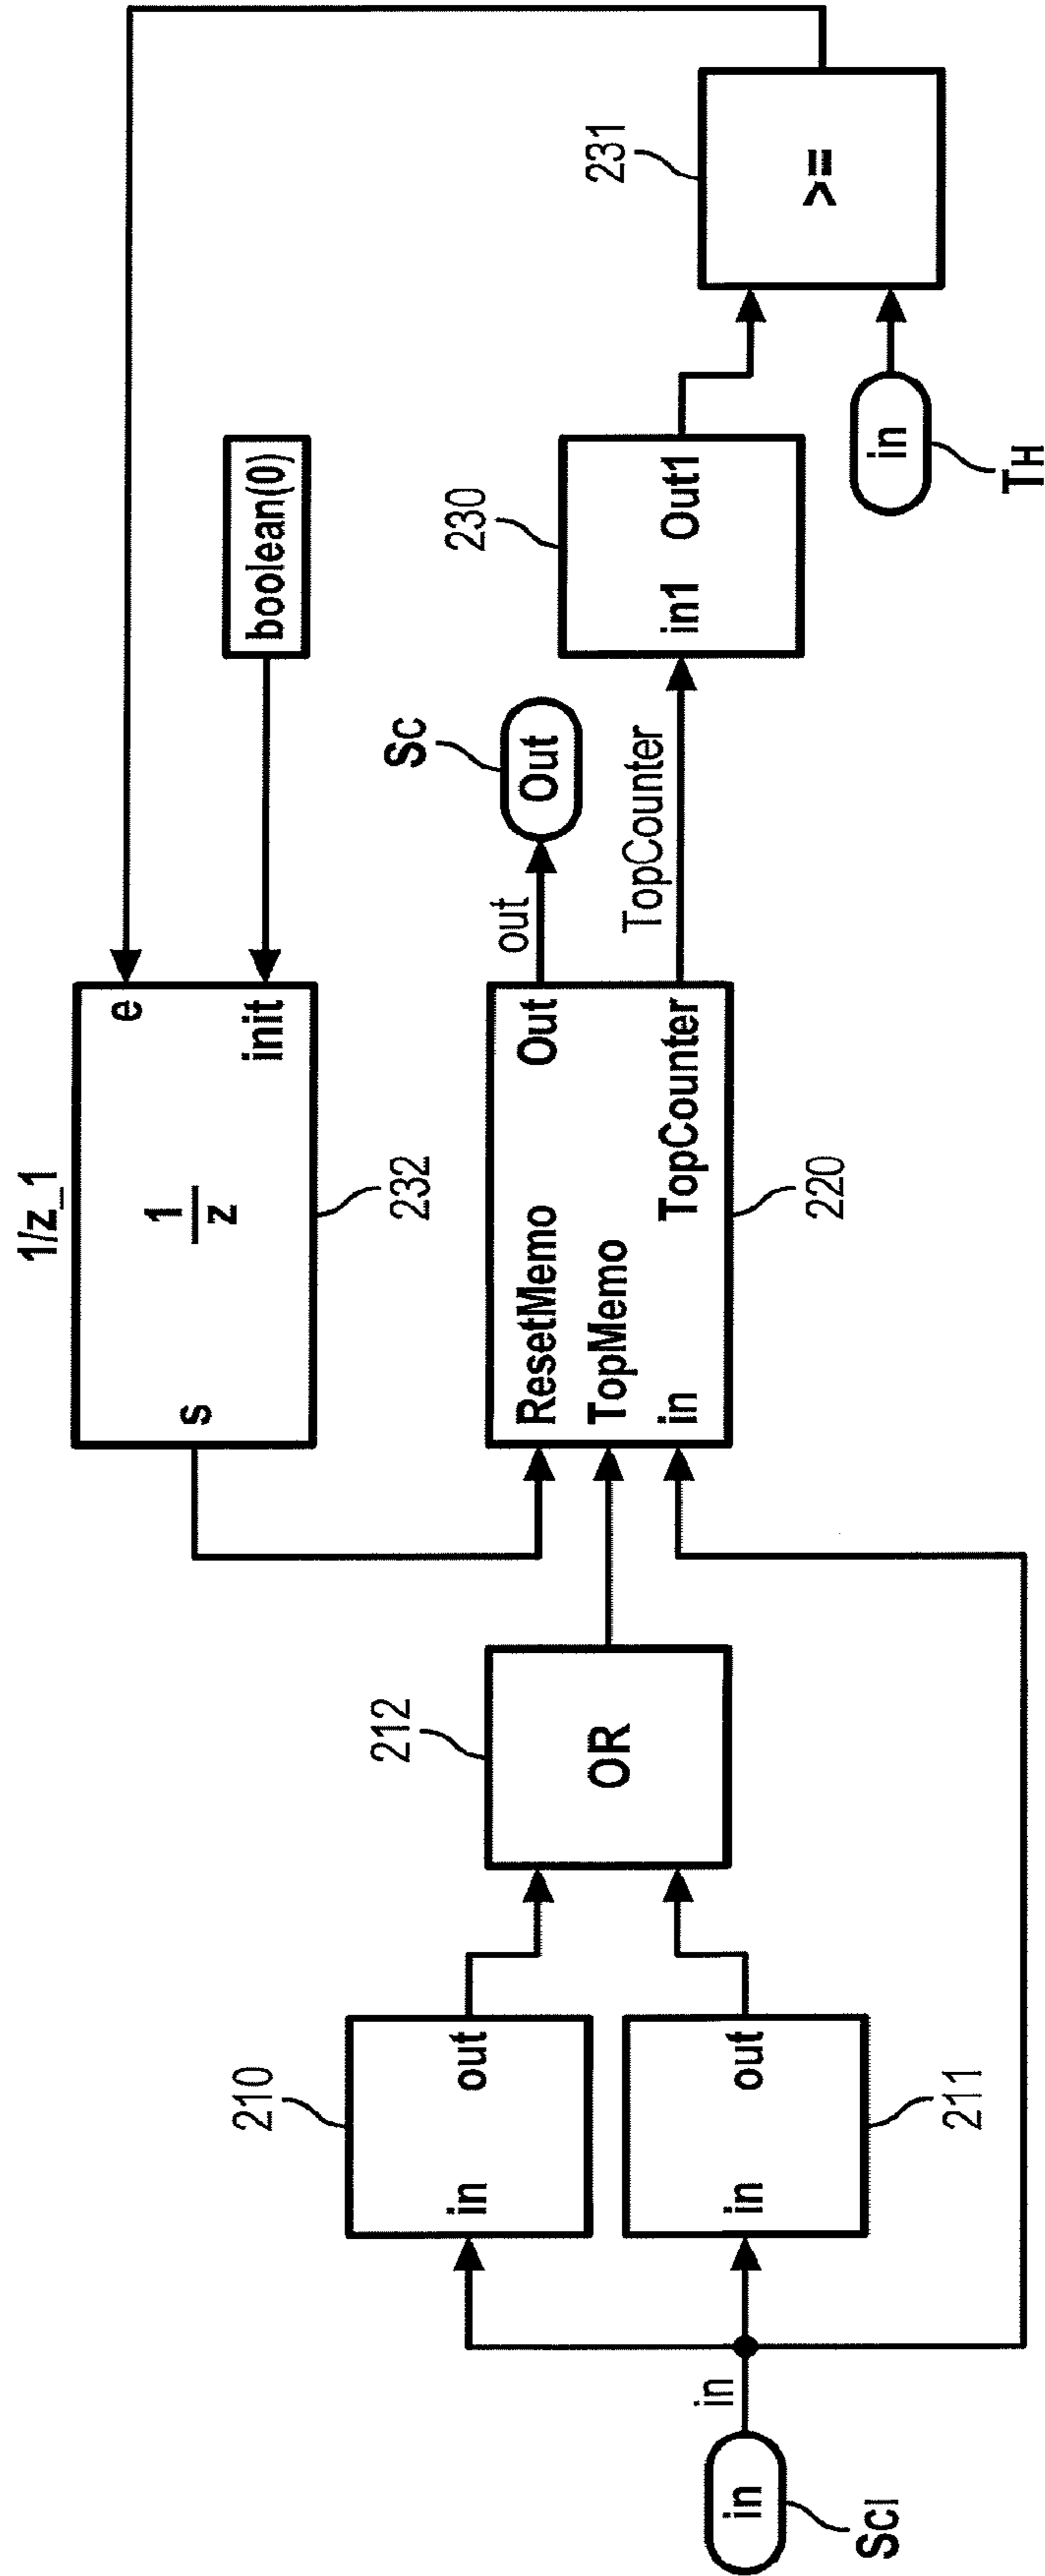 1/z_1
s
1
z
e
init
232
boolean(0)
210
in
out
211
in
out
in
in
SCI
212
OR
ResetMemo
TopMemo
in
Out
TopCounter
220
out
Out
SC
TopCounter
230
in1
Out1
231
>=
in
TH